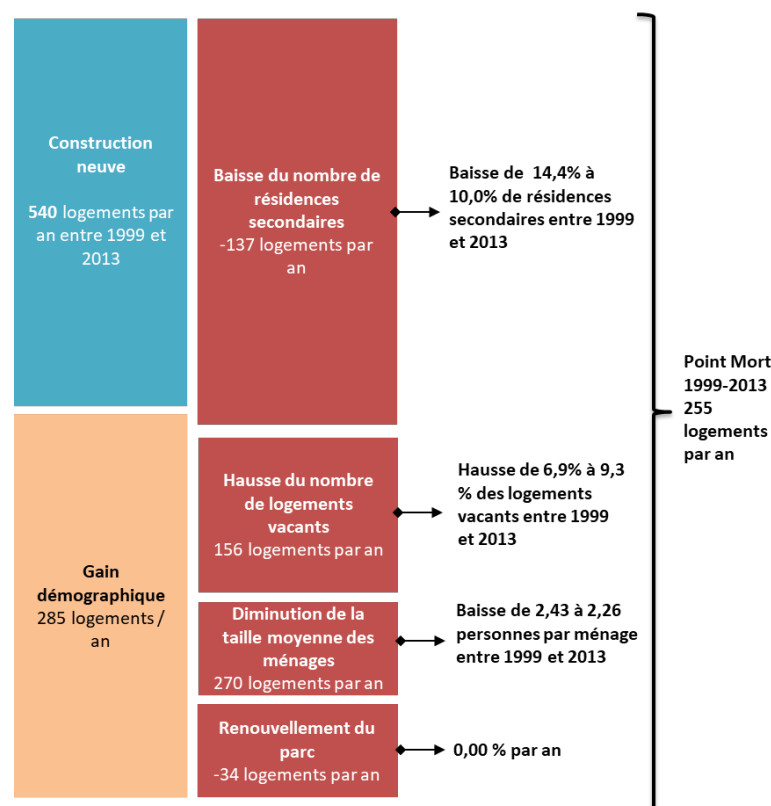 Construction
neuve
540 logements par
an entre 1999 et
2013
Baisse du nombre de
résidences
secondaires
-137 logements par
an
Baisse de 14,4% à
10,0% de résidences
secondaires entre 1999
et 2013
Point Mort
1999-2013
255
logements
par an
Gain
démographique
285 logements /
an
Hausse du nombre
de logements
vacants
156 logements par an
Hausse de 6,9% à 9,3
% des logements
vacants entre 1999
et 2013
Diminution de la
taille moyenne des
ménages
270 logements par an
Baisse de 2,43 à 2,26
personnes par ménage
entre 1999 et 2013
Renouvellement du
parc
-34 logements par an
0,00 % par an